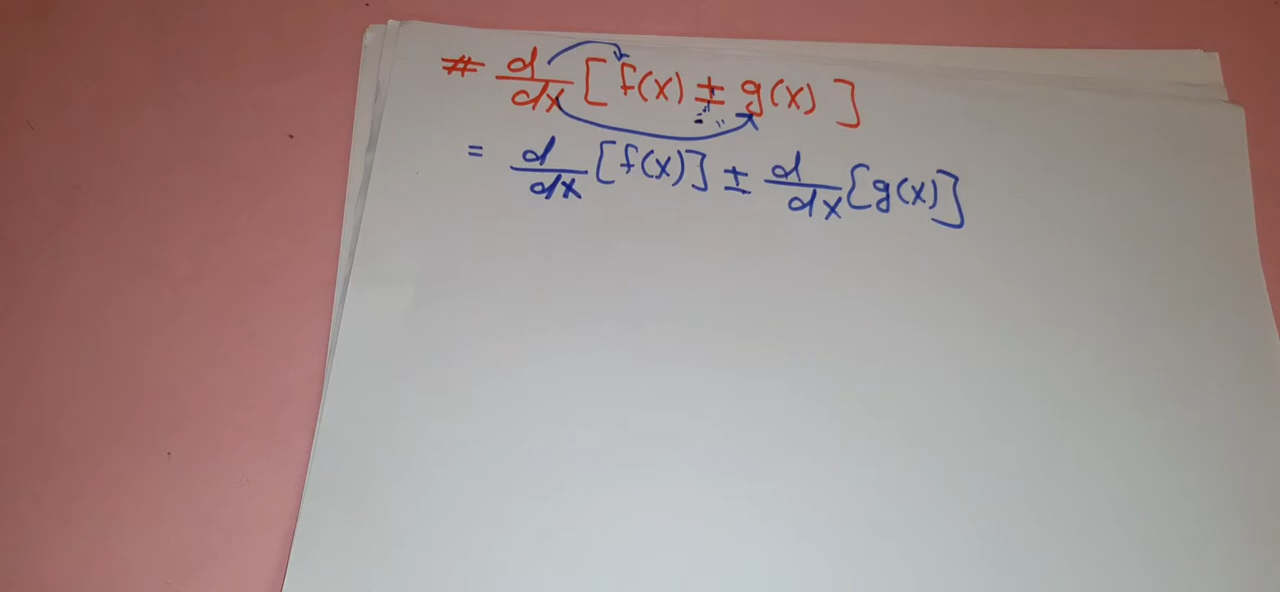 # d/dx [f(x) ± g(x)]
= d/dx [f(x)] ± d/dx [g(x)]